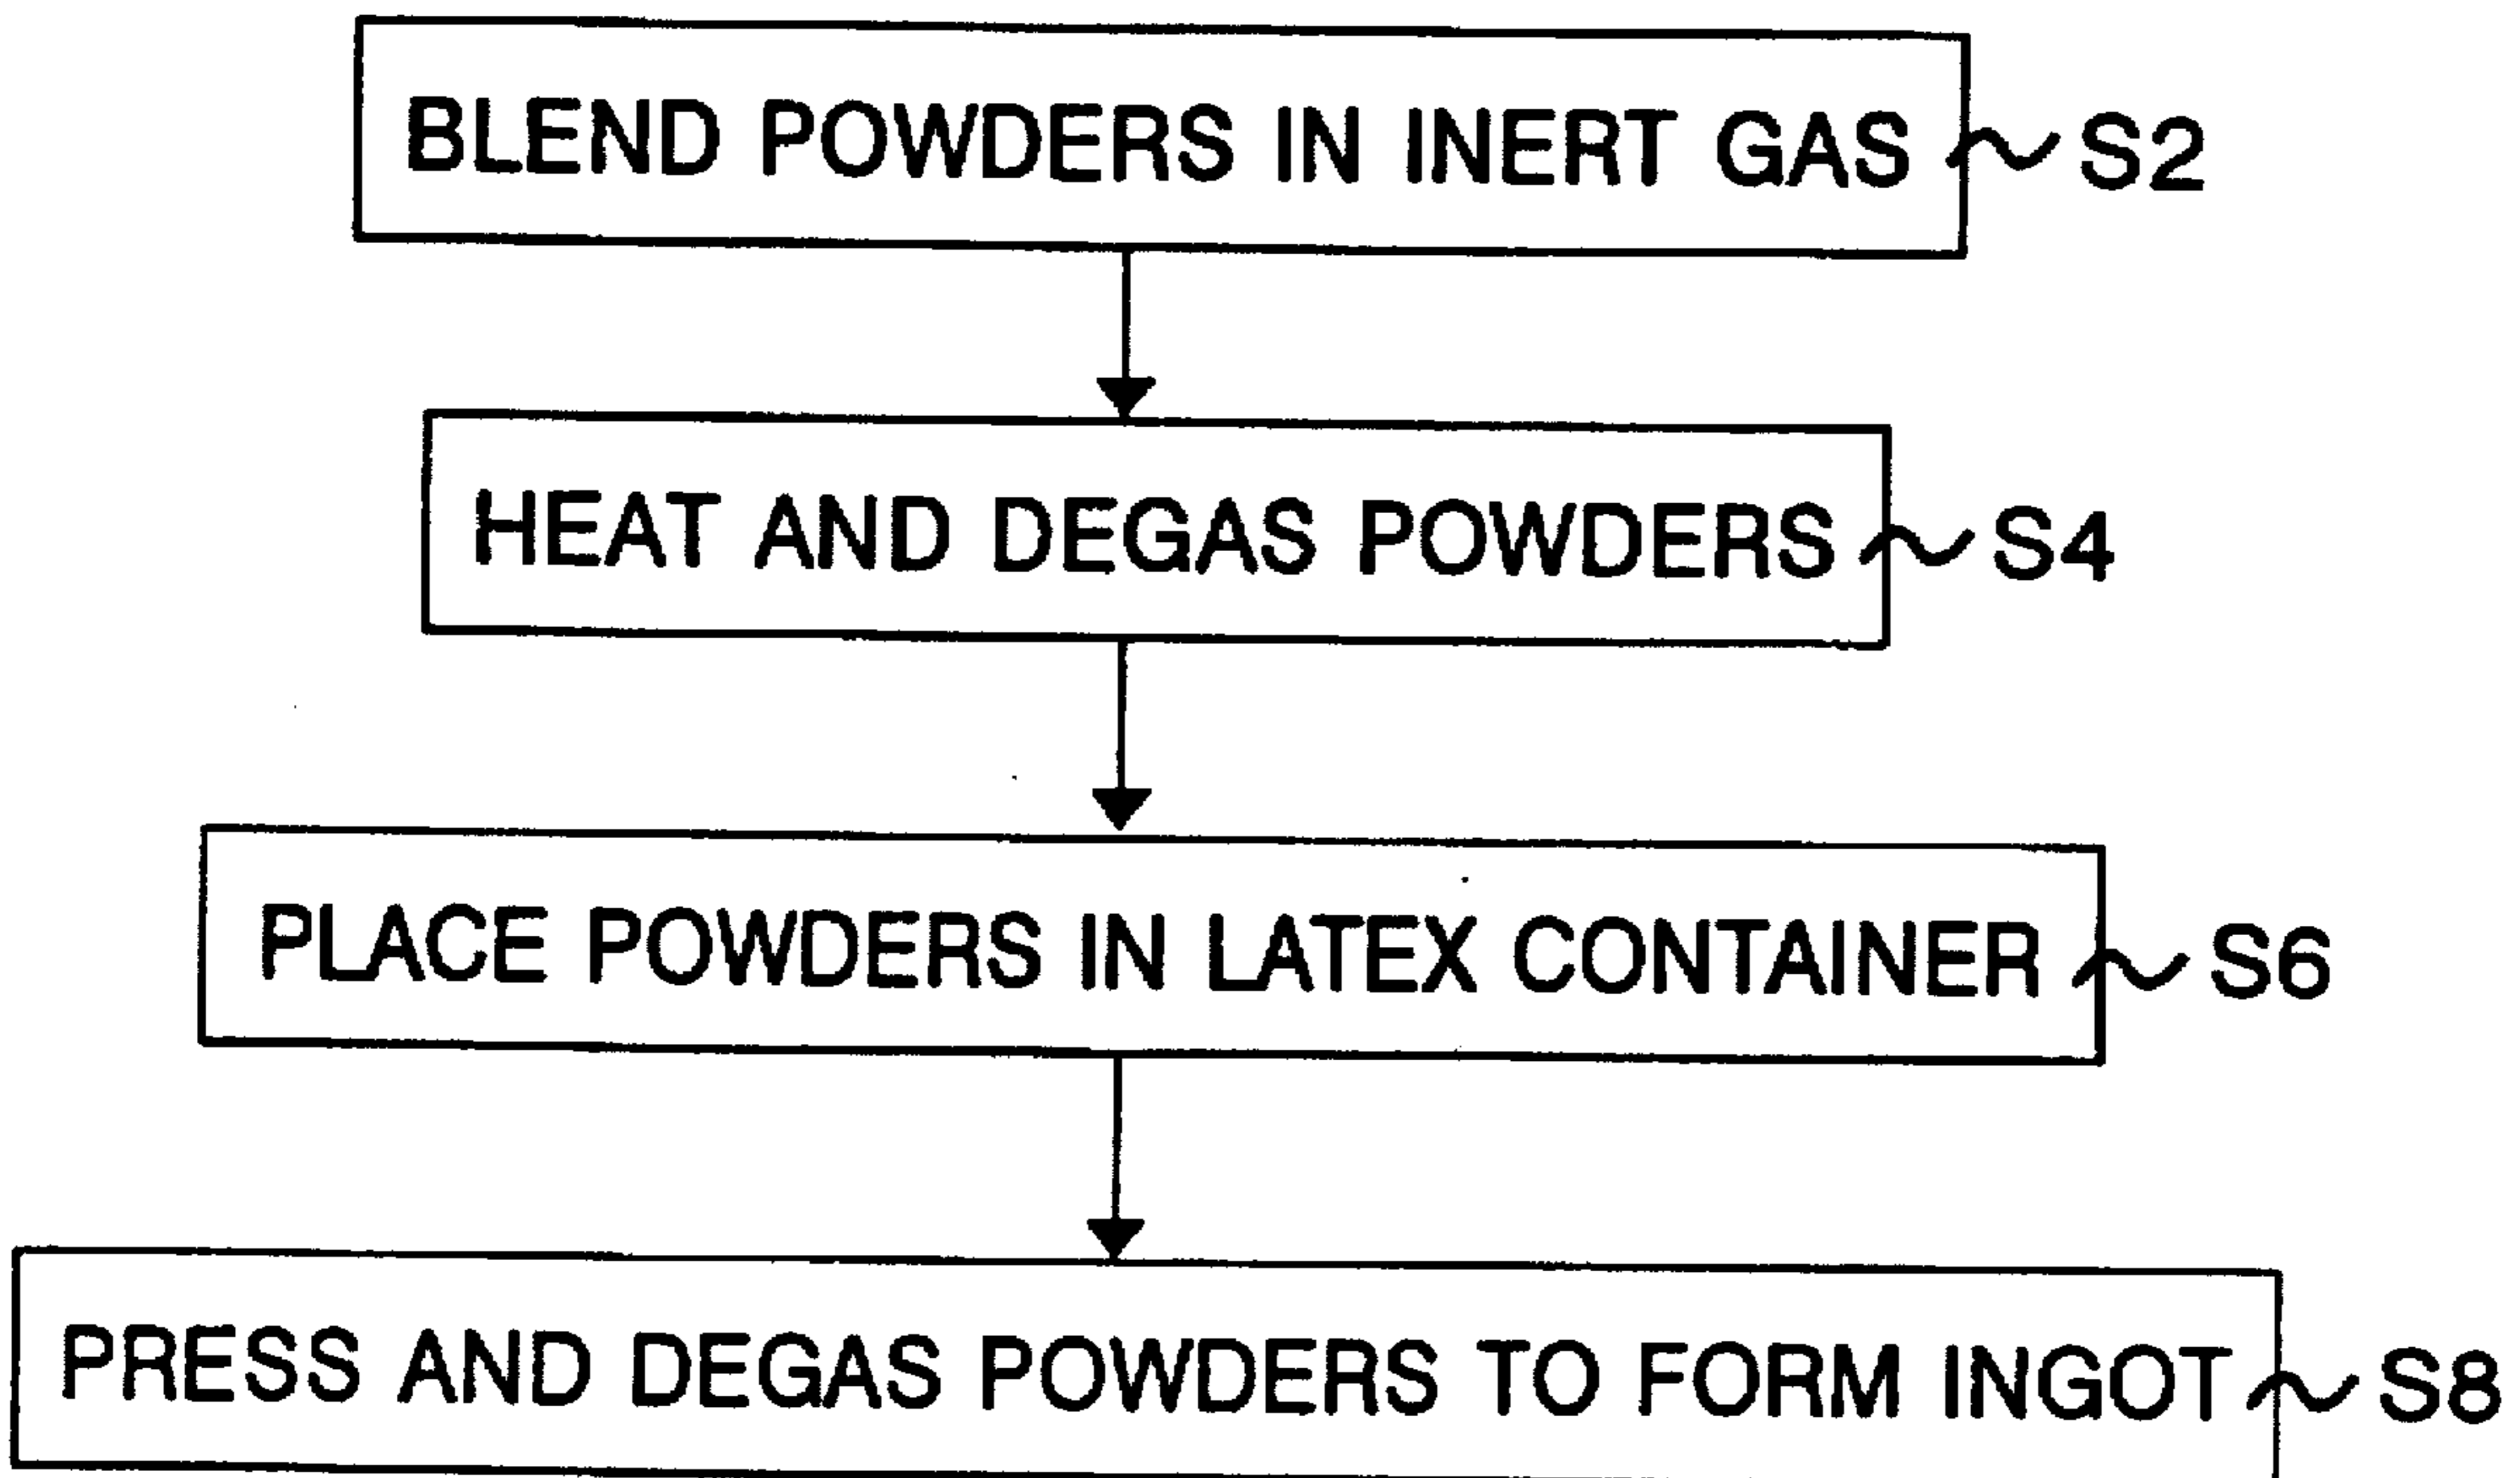 BLEND POWDERS IN INERT GAS S2
HEAT AND DEGAS POWDERS S4
PLACE POWDERS IN LATEX CONTAINER S6
PRESS AND DEGAS POWDERS TO FORM INGOT S8